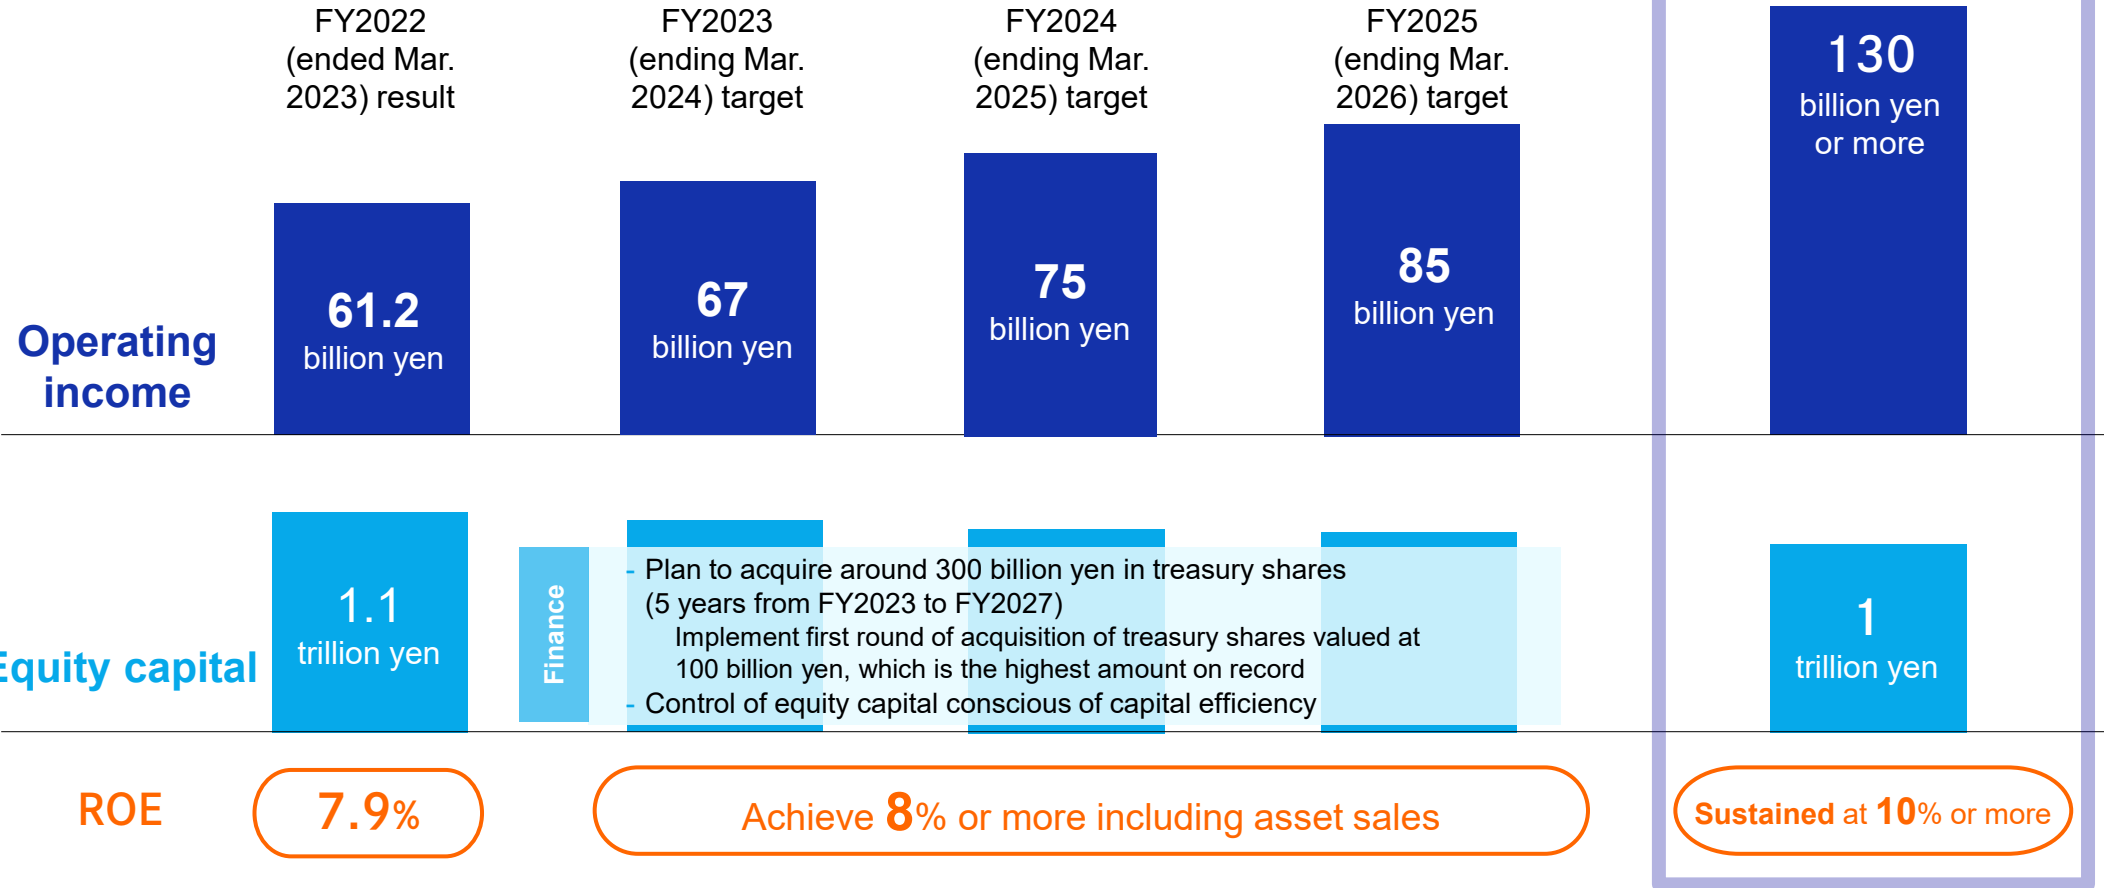 FY2022
(ended Mar.
2023) result
FY2023
(ending Mar.
2024) target
FY2024
(ending Mar.
2025) target
FY2025
(ending Mar.
2026) target
130
billion yen
or more
Operating
income
61.2
billion yen
67
billion yen
75
billion yen
85
billion yen
Equity capital
1.1
trillion yen
Finance
- Plan to acquire around 300 billion yen in treasury shares
(5 years from FY2023 to FY2027)
Implement first round of acquisition of treasury shares valued at
100 billion yen, which is the highest amount on record
- Control of equity capital conscious of capital efficiency
1
trillion yen
ROE
7.9%
Achieve 8% or more including asset sales
Sustained at 10% or more